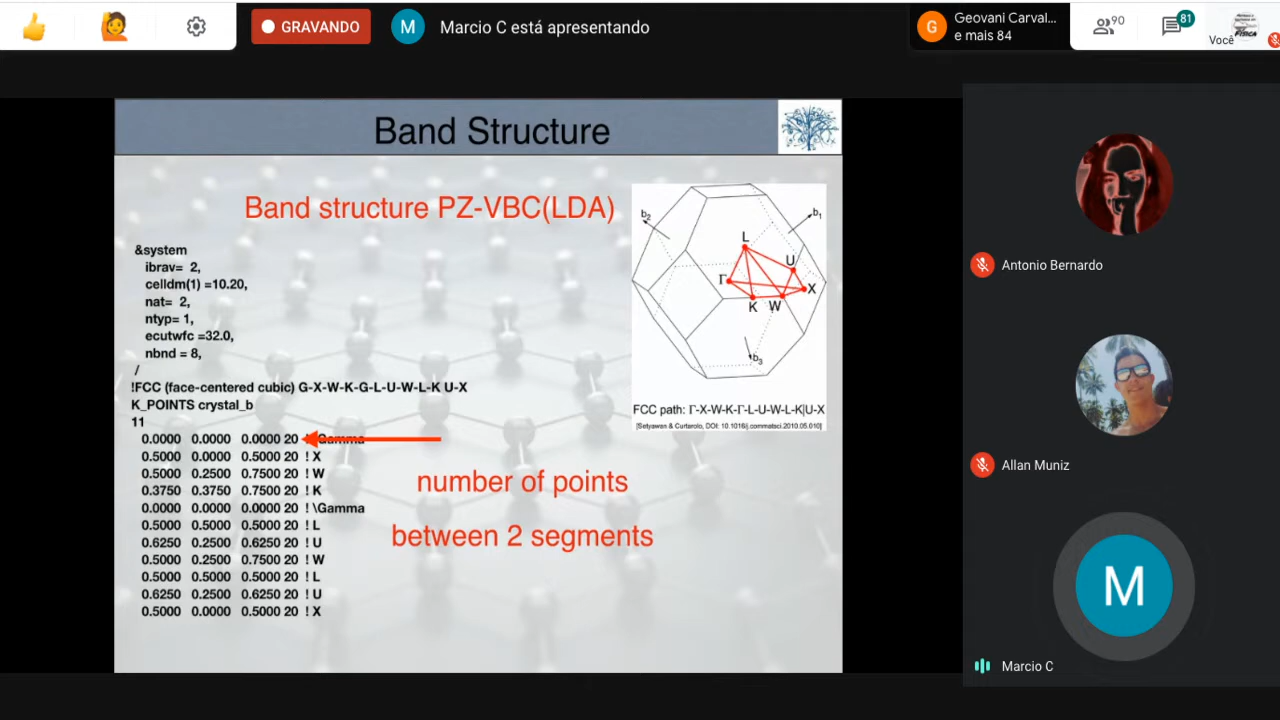 GRAVANDO
M
Marcio C está apresentando
G
Geovani Carval...
e mais 84
90
81
Você
FÍSICA
Band Structure
Band structure PZ-VBC(LDA)
&system
ibrav= 2,
celldm(1) =10.20,
nat= 2,
ntyp= 1,
ecutwfc =32.0,
nbnd = 8,
/
!FCC (face-centered cubic) G-X-W-K-G-L-U-W-L-K U-X
K_POINTS crystal_b
11
0.0000 0.0000 0.0000 20 ! \Gamma
0.5000 0.0000 0.5000 20 ! X
0.5000 0.2500 0.7500 20 ! W
0.3750 0.3750 0.7500 20 ! K
0.0000 0.0000 0.0000 20 ! \Gamma
0.5000 0.5000 0.5000 20 ! L
0.6250 0.2500 0.6250 20 ! U
0.5000 0.2500 0.7500 20 ! W
0.5000 0.5000 0.5000 20 ! L
0.6250 0.2500 0.6250 20 ! U
0.5000 0.0000 0.5000 20 ! X
number of points
between 2 segments
b2
b1
L
U
Γ
X
K
W
b3
FCC path: Γ-X-W-K-Γ-L-U-W-L-K|U-X
[Setyawan & Curtarolo, DOI: 10.1016/j.commatsci.2010.05.010]
Antonio Bernardo
Allan Muniz
M
Marcio C